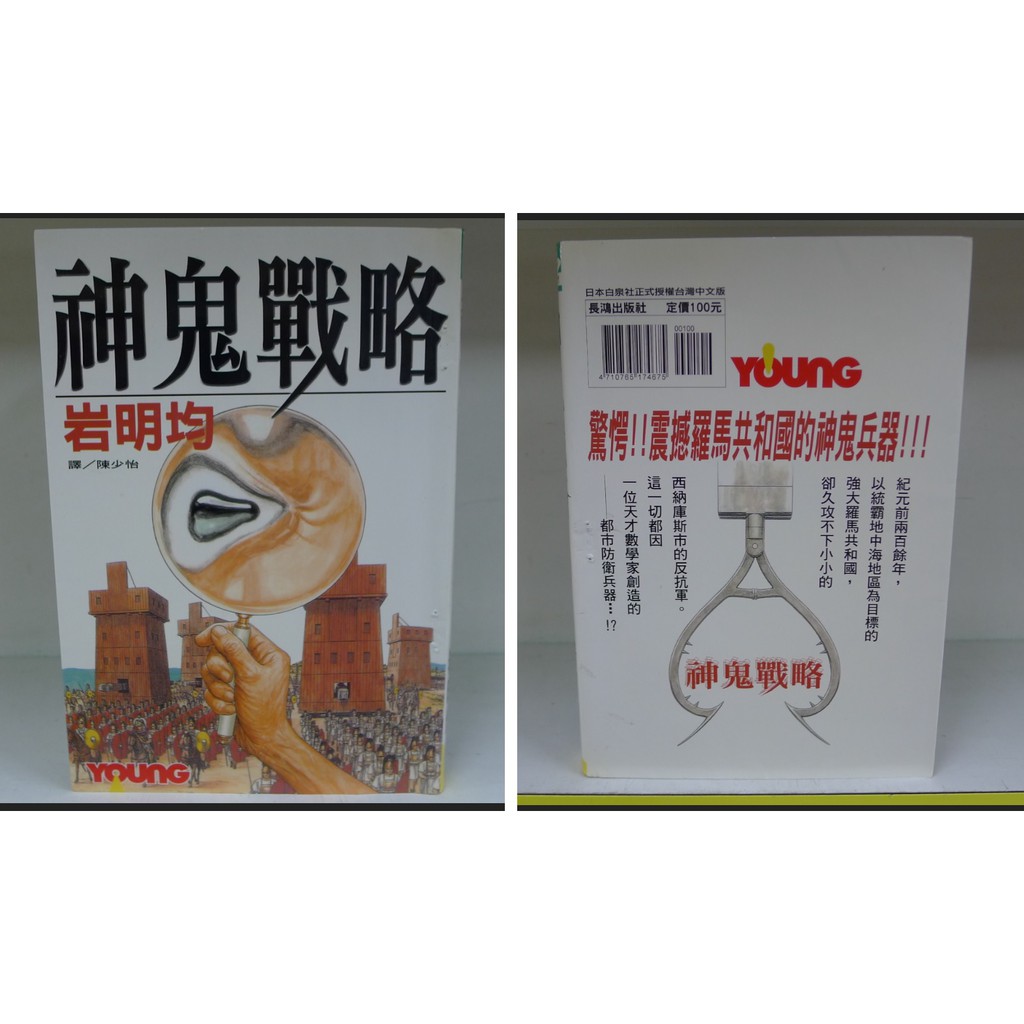 神鬼戰略
岩明均
譯／陳少怡
YOUNG
日本白泉社正式授權台灣中文版
長鴻出版社 定價100元
00100
4710765174675
YOUNG
驚愕!!震撼羅馬共和國的神鬼兵器!!!
紀元前兩百餘年，
以統霸地中海地區為目標的
強大羅馬共和國，
卻久攻不下小小的
西納庫斯市的反抗軍。
這一切都因
一位天才數學家創造的
——都市防衛兵器…!?
神鬼戰略